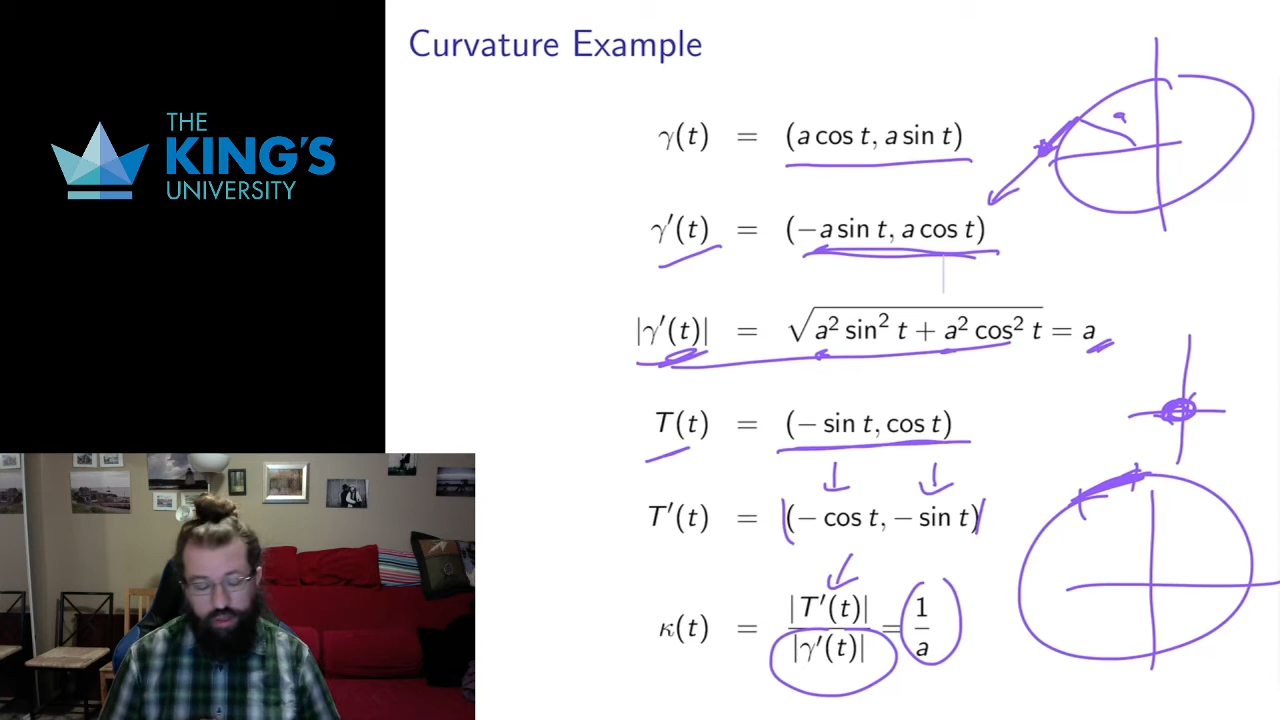 THE
KING'S
UNIVERSITY
Curvature Example
γ(t) = (a cos t, a sin t)
γ′(t) = (−a sin t, a cos t)
|γ′(t)| = √(a² sin² t + a² cos² t) = a
T(t) = (− sin t, cos t)
T′(t) = (− cos t, − sin t)
κ(t) = |T′(t)| / |γ′(t)| = 1 / a
a